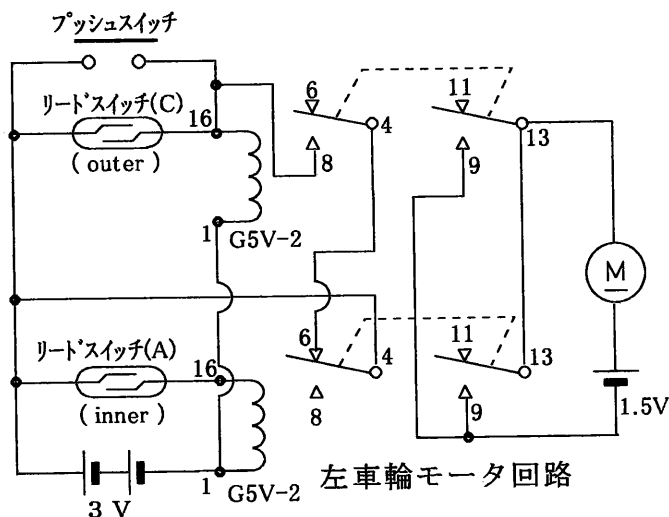 プッシュスイッチ
リードスイッチ(C)
(outer)
16
1
G5V-2
6
4
8
11
13
9
リードスイッチ(A)
(inner)
16
1
G5V-2
6
4
8
11
13
9
M
1.5V
3 V
左車輪モータ回路